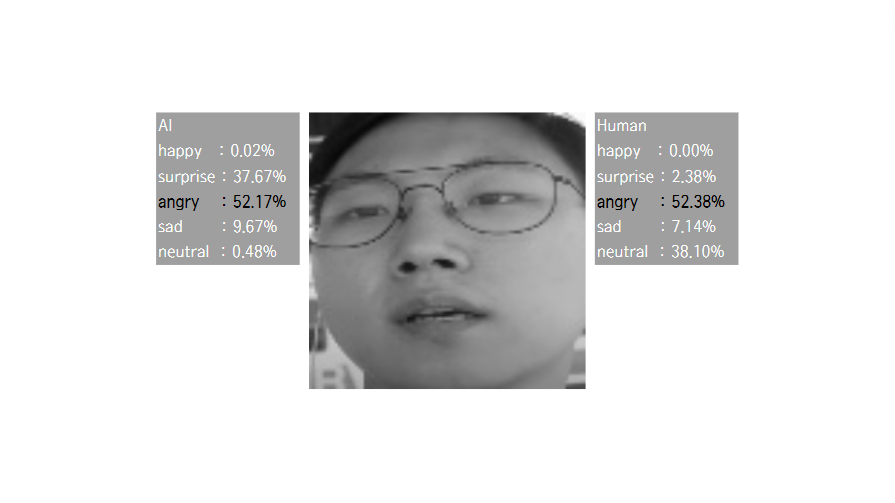 AI
happy : 0.02%
surprise : 37.67%
angry : 52.17%
sad : 9.67%
neutral : 0.48%
Human
happy : 0.00%
surprise : 2.38%
angry : 52.38%
sad : 7.14%
neutral : 38.10%